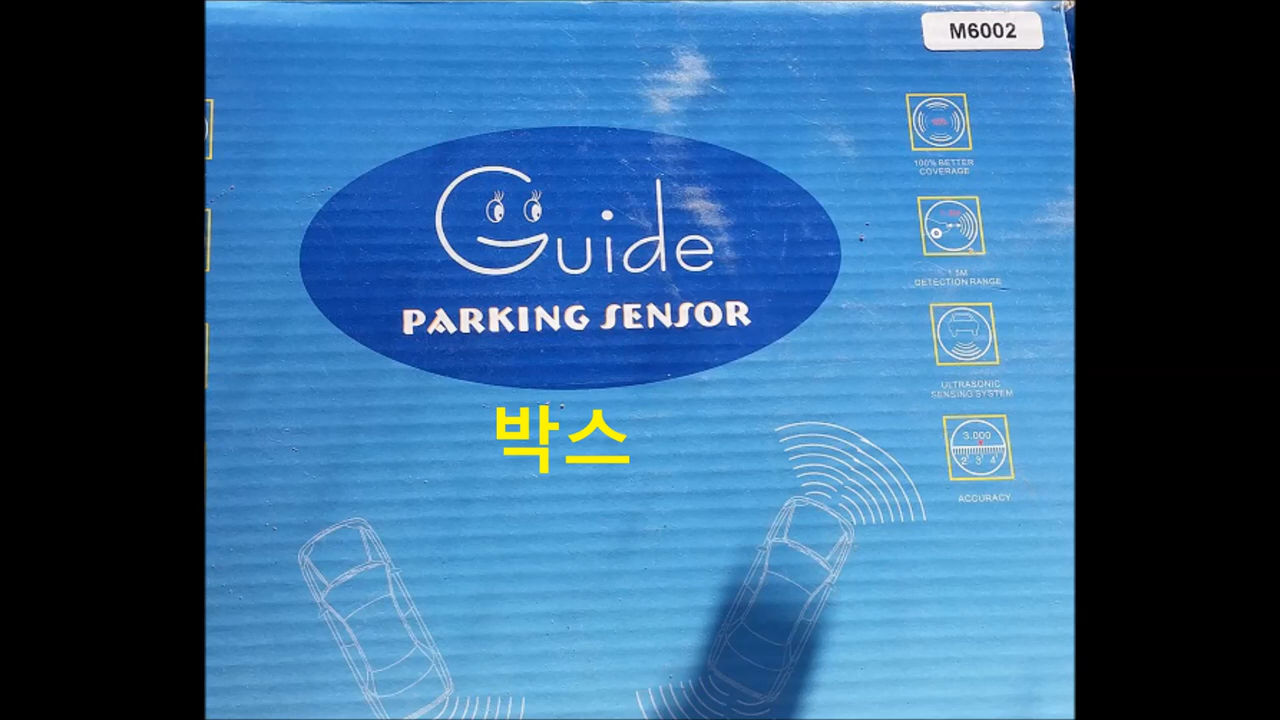 M6002
Guide
PARKING SENSOR
박스
100% BETTER
COVERAGE
1.5M
DETECTION RANGE
ULTRASONIC
SENSING SYSTEM
3.000
2 3 4
ACCURACY